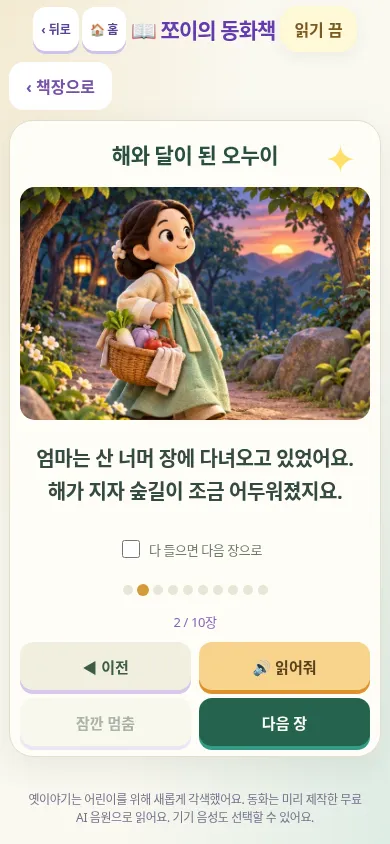 ‹ 뒤로
🏠 홈
📖 쪼이의 동화책
읽기 끔
‹ 책장으로
해와 달이 된 오누이
엄마는 산 너머 장에 다녀오고 있었어요.
해가 지자 숲길이 조금 어두워졌지요.
다 들으면 다음 장으로
2 / 10장
◀ 이전
🔊 읽어줘
잠깐 멈춤
다음 장
옛이야기는 어린이를 위해 새롭게 각색했어요. 동화는 미리 제작한 무료
AI 음원으로 읽어요. 기기 음성도 선택할 수 있어요.